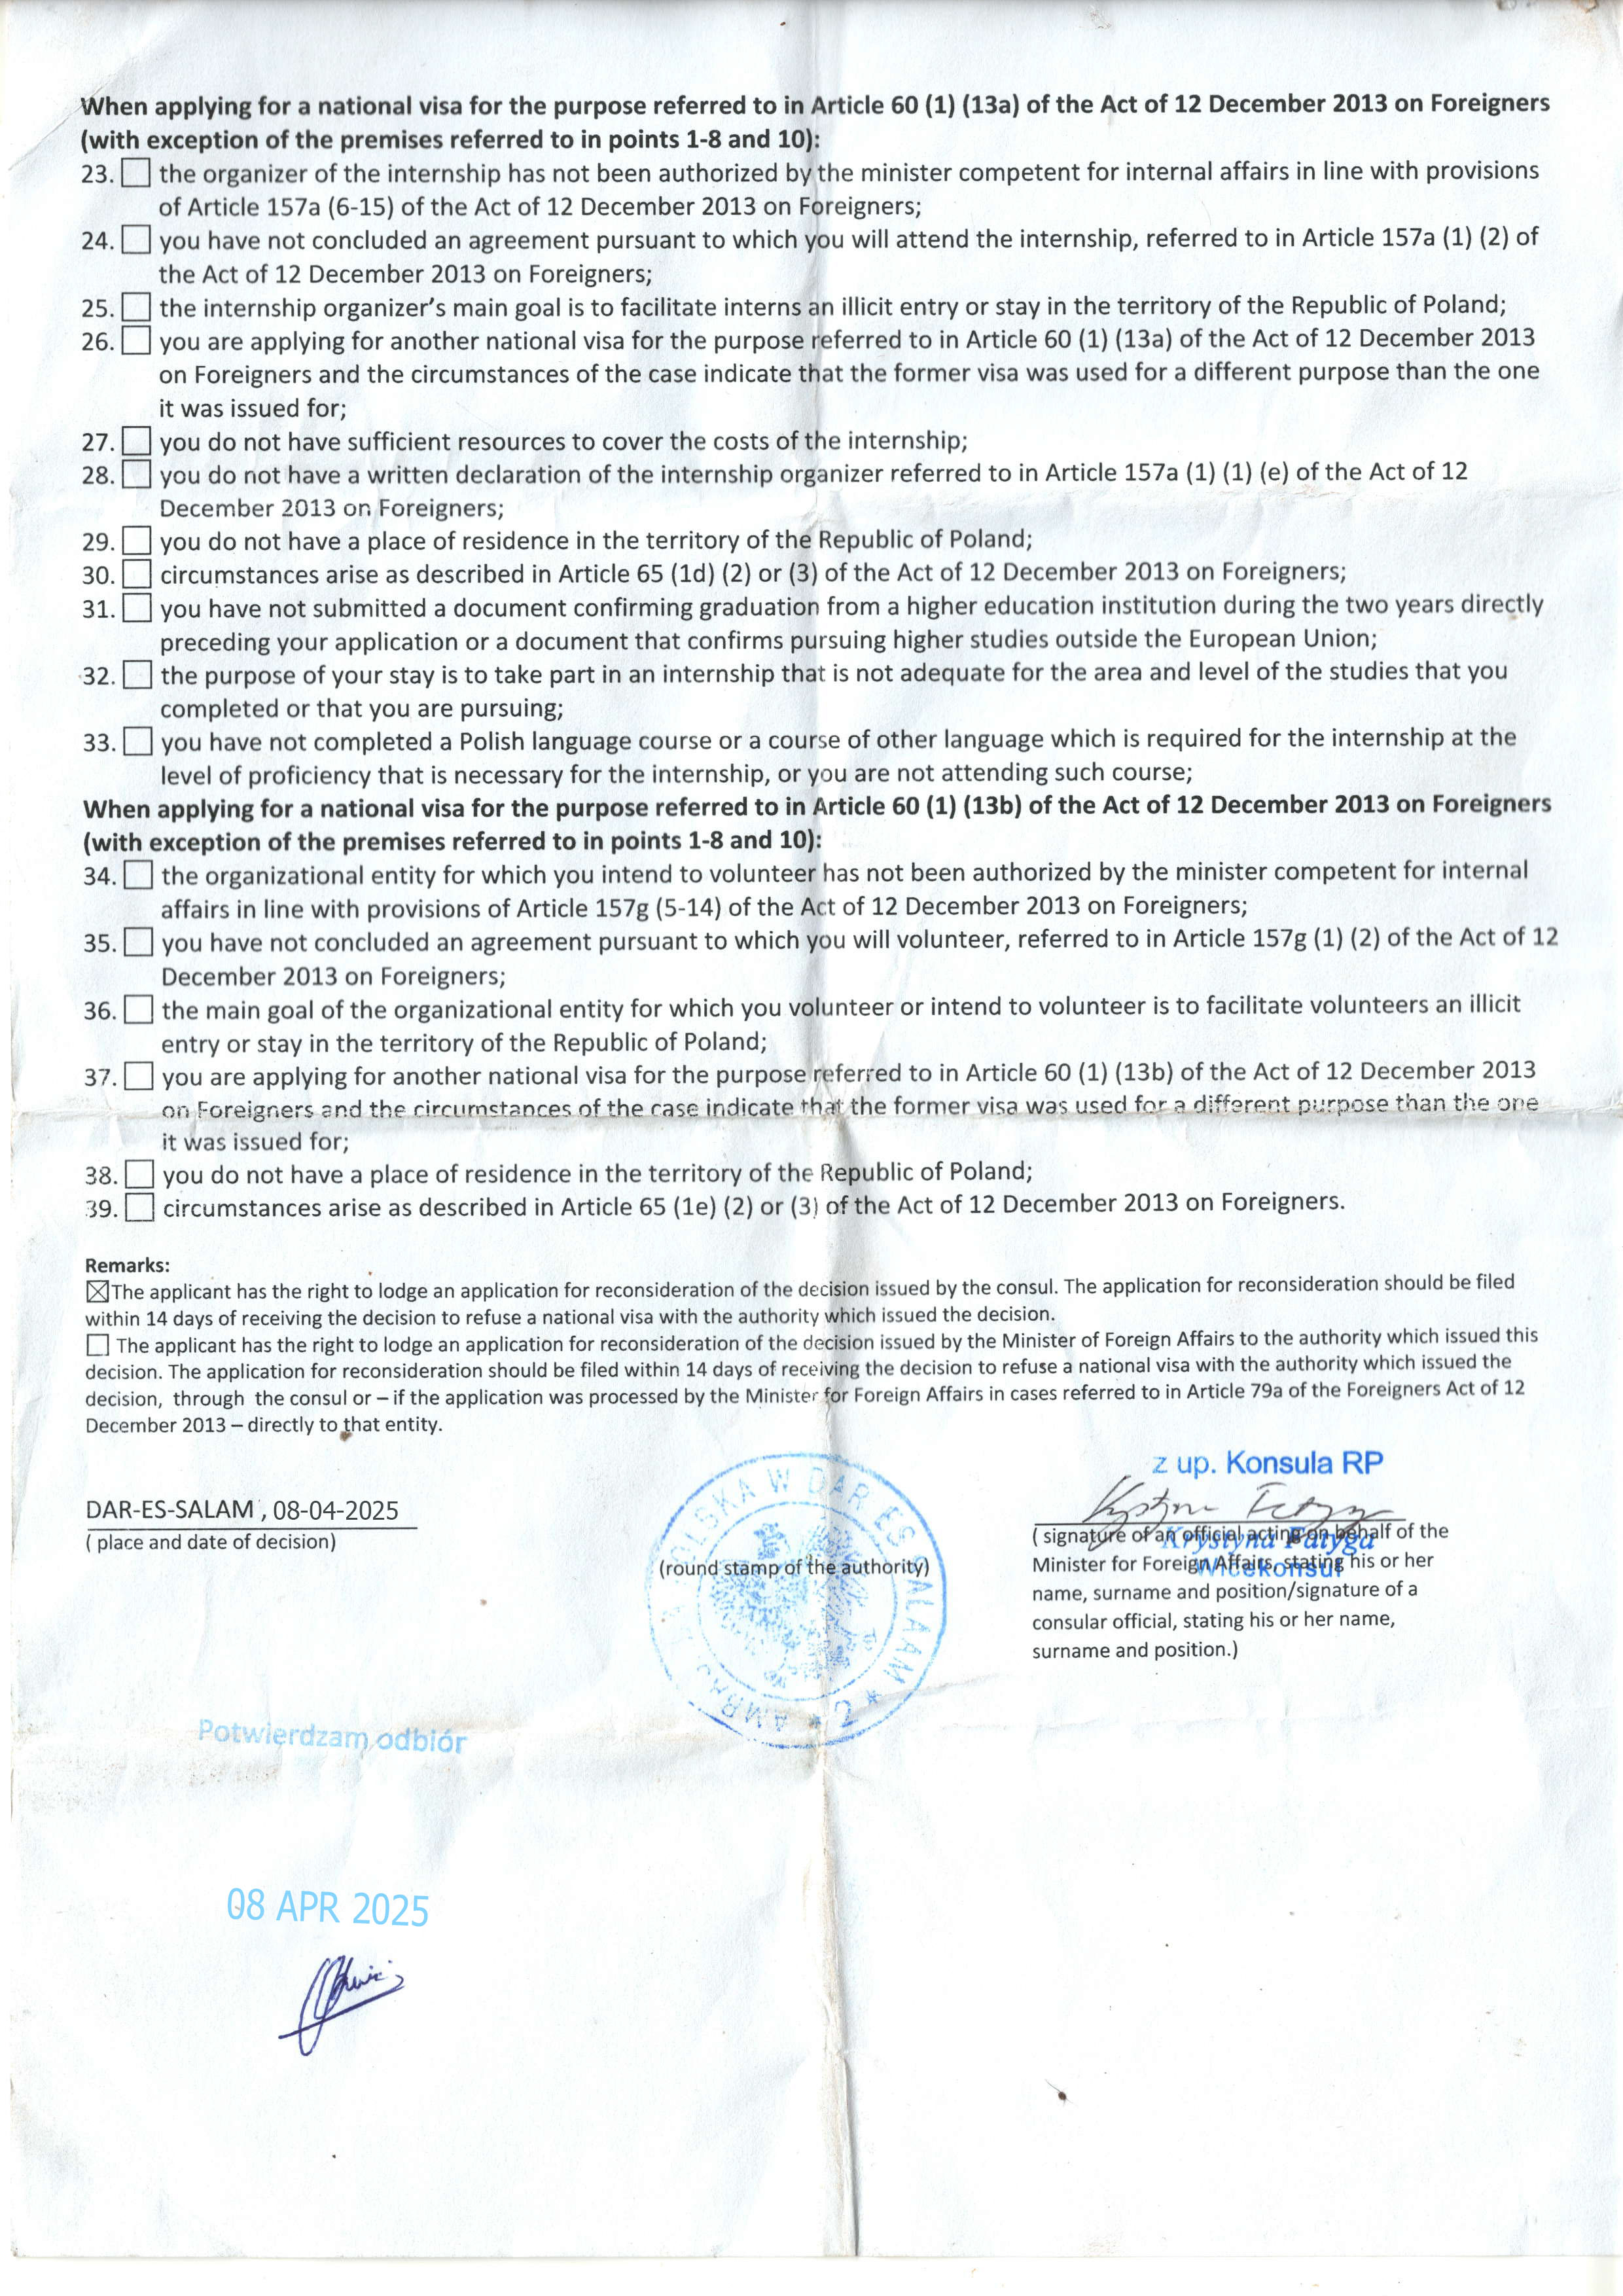 When applying for a national visa for the purpose referred to in Article 60 (1) (13a) of the Act of 12 December 2013 on Foreigners
(with exception of the premises referred to in points 1-8 and 10):
23. ☐ the organizer of the internship has not been authorized by the minister competent for internal affairs in line with provisions
of Article 157a (6-15) of the Act of 12 December 2013 on Foreigners;
24. ☐ you have not concluded an agreement pursuant to which you will attend the internship, referred to in Article 157a (1) (2) of
the Act of 12 December 2013 on Foreigners;
25. ☐ the internship organizer's main goal is to facilitate interns an illicit entry or stay in the territory of the Republic of Poland;
26. ☐ you are applying for another national visa for the purpose referred to in Article 60 (1) (13a) of the Act of 12 December 2013
on Foreigners and the circumstances of the case indicate that the former visa was used for a different purpose than the one
it was issued for;
27. ☐ you do not have sufficient resources to cover the costs of the internship;
28. ☐ you do not have a written declaration of the internship organizer referred to in Article 157a (1) (1) (e) of the Act of 12
December 2013 on Foreigners;
29. ☐ you do not have a place of residence in the territory of the Republic of Poland;
30. ☐ circumstances arise as described in Article 65 (1d) (2) or (3) of the Act of 12 December 2013 on Foreigners;
31. ☐ you have not submitted a document confirming graduation from a higher education institution during the two years directly
preceding your application or a document that confirms pursuing higher studies outside the European Union;
32. ☐ the purpose of your stay is to take part in an internship that is not adequate for the area and level of the studies that you
completed or that you are pursuing;
33. ☐ you have not completed a Polish language course or a course of other language which is required for the internship at the
level of proficiency that is necessary for the internship, or you are not attending such course;
When applying for a national visa for the purpose referred to in Article 60 (1) (13b) of the Act of 12 December 2013 on Foreigners
(with exception of the premises referred to in points 1-8 and 10):
34. ☐ the organizational entity for which you intend to volunteer has not been authorized by the minister competent for internal
affairs in line with provisions of Article 157g (5-14) of the Act of 12 December 2013 on Foreigners;
35. ☐ you have not concluded an agreement pursuant to which you will volunteer, referred to in Article 157g (1) (2) of the Act of 12
December 2013 on Foreigners;
36. ☐ the main goal of the organizational entity for which you volunteer or intend to volunteer is to facilitate volunteers an illicit
entry or stay in the territory of the Republic of Poland;
37. ☐ you are applying for another national visa for the purpose referred to in Article 60 (1) (13b) of the Act of 12 December 2013
on Foreigners and the circumstances of the case indicate that the former visa was used for a different purpose than the one
it was issued for;
38. ☐ you do not have a place of residence in the territory of the Republic of Poland;
39. ☐ circumstances arise as described in Article 65 (1e) (2) or (3) of the Act of 12 December 2013 on Foreigners.
Remarks:
☒ The applicant has the right to lodge an application for reconsideration of the decision issued by the consul. The application for reconsideration should be filed
within 14 days of receiving the decision to refuse a national visa with the authority which issued the decision.
☐ The applicant has the right to lodge an application for reconsideration of the decision issued by the Minister of Foreign Affairs to the authority which issued this
decision. The application for reconsideration should be filed within 14 days of receiving the decision to refuse a national visa with the authority which issued the
decision, through the consul or – if the application was processed by the Minister for Foreign Affairs in cases referred to in Article 79a of the Foreigners Act of 12
December 2013 – directly to that entity.
z up. Konsula RP
DAR-ES-SALAM , 08-04-2025
( place and date of decision)
(round stamp of the authority)
POLSKA W DAR ES SALAAM * 2 *
( signature of an official acting on behalf of the
Krystyna Patyga
Minister for Foreign Affairs, stating his or her
Wicekonsul
name, surname and position/signature of a
consular official, stating his or her name,
surname and position.)
Potwierdzam odbiór
08 APR 2025